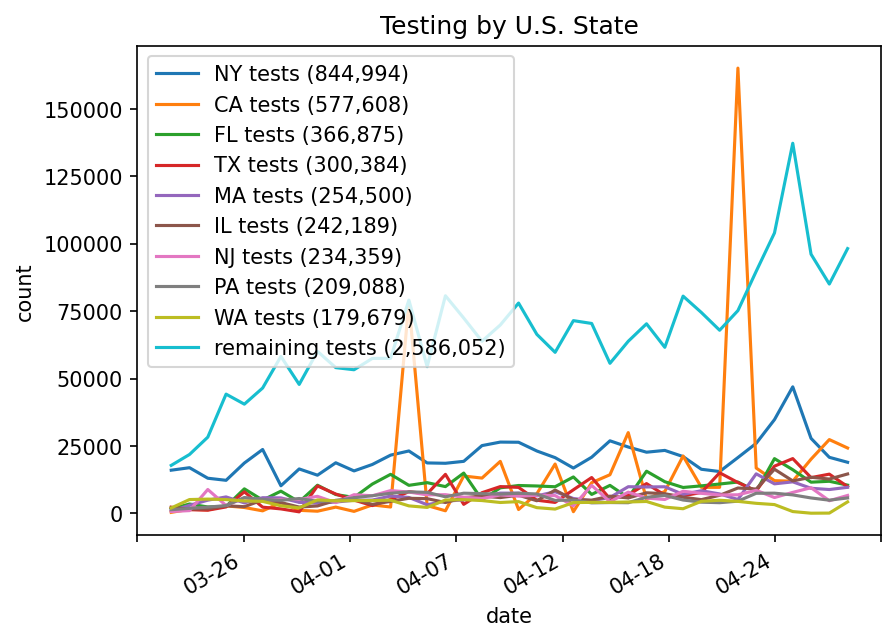 Testing by U.S. State
NY tests (844,994)
CA tests (577,608)
FL tests (366,875)
TX tests (300,384)
MA tests (254,500)
IL tests (242,189)
NJ tests (234,359)
PA tests (209,088)
WA tests (179,679)
remaining tests (2,586,052)
150000
125000
100000
75000
50000
25000
0
count
03-26
04-01
04-07
04-12
04-18
04-24
date